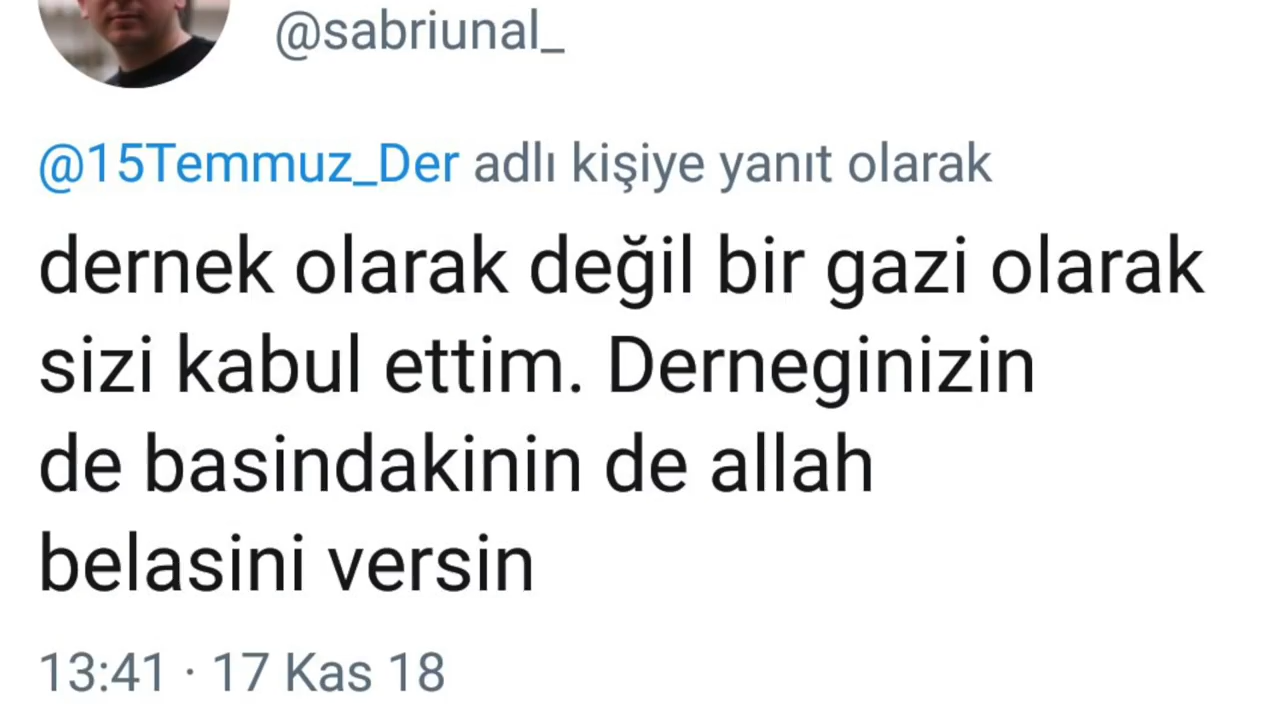 @sabriunal_
@15Temmuz_Der adlı kişiye yanıt olarak
dernek olarak değil bir gazi olarak
sizi kabul ettim. Derneginizin
de basindakinin de allah
belasini versin
13:41 · 17 Kas 18